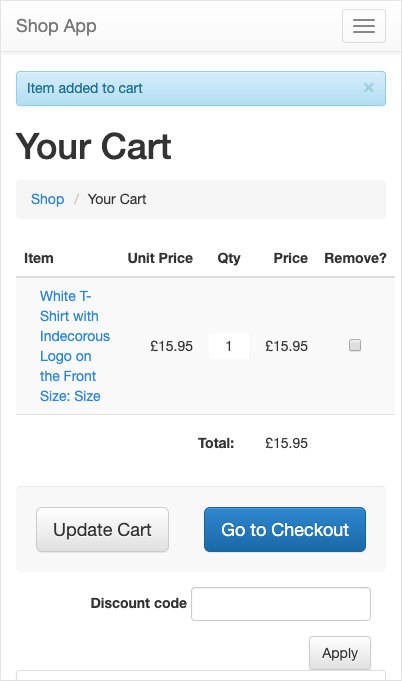 Shop App
Item added to cart ×
Your Cart
Shop / Your Cart
Item Unit Price Qty Price Remove?
White T-
Shirt with
Indecorous
Logo on
the Front
Size: Size
£15.95 1 £15.95
Total: £15.95
Update Cart Go to Checkout
Discount code
Apply